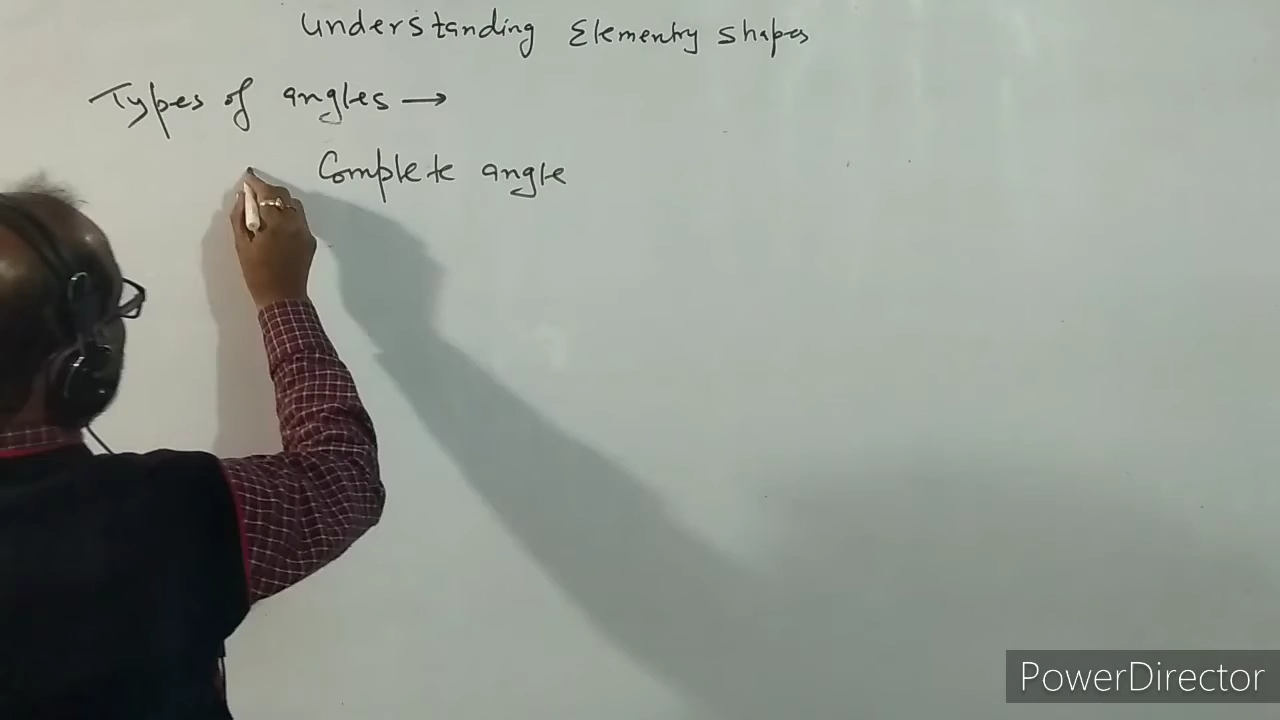 Understanding Elementry shapes
Types of angles →
Complete angle
PowerDirector